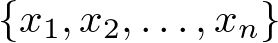 {x₁, x₂, . . . , xₙ}